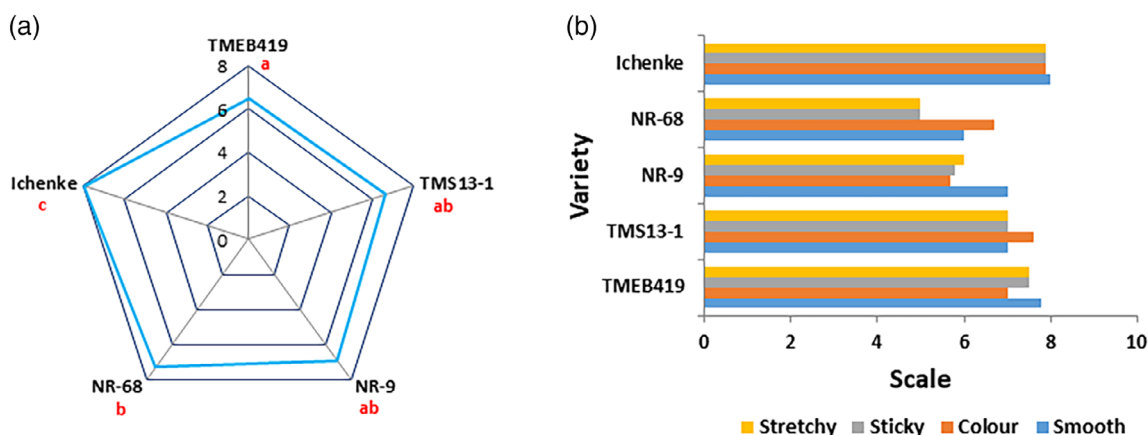 (a)
TMEB419
a
8
6
4
2
0
Ichenke
c
TMS13-1
ab
NR-68
b
NR-9
ab
(b)
Variety
Ichenke
NR-68
NR-9
TMS13-1
TMEB419
0 2 4 6 8 10
Scale
Stretchy Sticky Colour Smooth